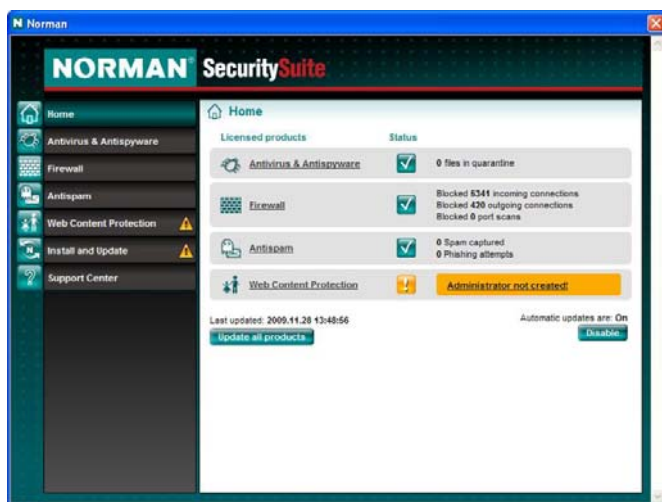 Norman
NORMAN® SecuritySuite
Home
Antivirus & Antispyware
Firewall
Antispam
Web Content Protection
Install and Update
Support Center
Home
Licensed products Status
Antivirus & Antispyware 0 files in quarantine
Firewall
Blocked 5341 incoming connections
Blocked 420 outgoing connections
Blocked 0 port scans
Antispam
0 Spam captured
0 Phishing attempts
Web Content Protection Administrator not created!
Last updated: 2009.11.28 13:48:56 Automatic updates are: On
Update all products Disable